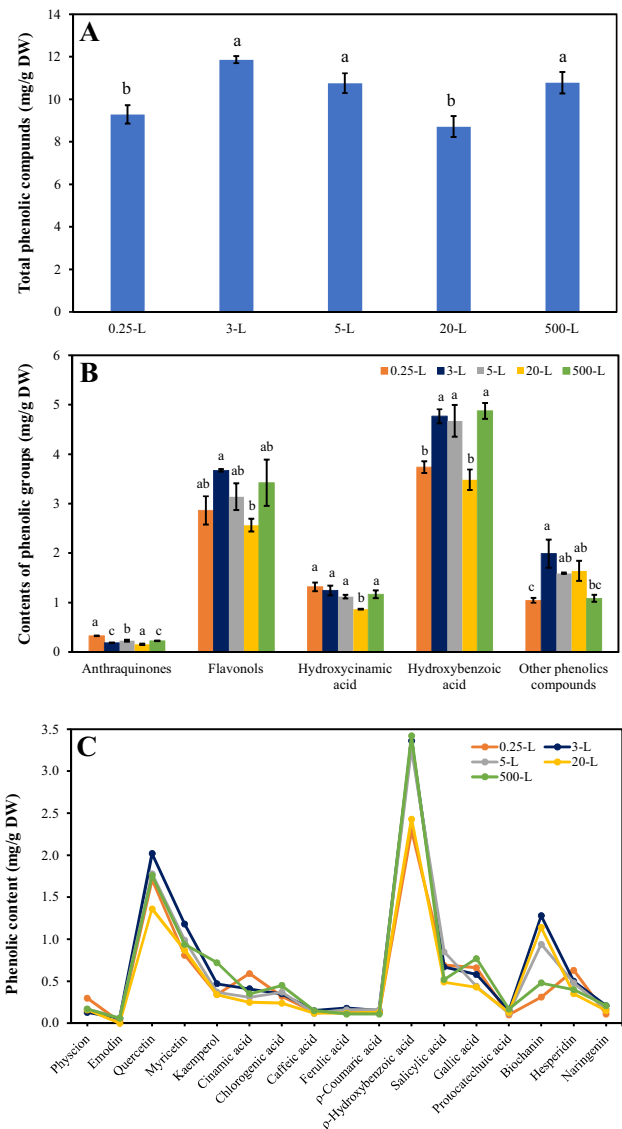 A
Total phenolic compunds (mg/g DW)
14
12
10
8
6
4
2
0
b
a
a
b
a
0.25-L
3-L
5-L
20-L
500-L
B
Contents of phenolic groups (mg/g DW)
0.25-L 3-L 5-L 20-L 500-L
6
5
4
3
2
1
0
a c b a c
ab a ab b ab
a a a b a
b a a b a
c a ab ab bc
Anthraquinones
Flavonols
Hydroxycinamic
acid
Hydroxybenzoic
acid
Other phenolics
compounds
C
Phenolic content (mg/g DW)
0.25-L 3-L
5-L 20-L
500-L
3.5
3.0
2.5
2.0
1.5
1.0
0.5
0.0
Physcion
Emodin
Quercetin
Myricetin
Kaempferol
Cinamic acid
Chlorogenic acid
Caffeic acid
Ferulic acid
ρ-Coumaric acid
ρ-Hydroxybenzoic acid
Salicylic acid
Gallic acid
Protocatechuic acid
Biochanin
Hesperidin
Naringenin